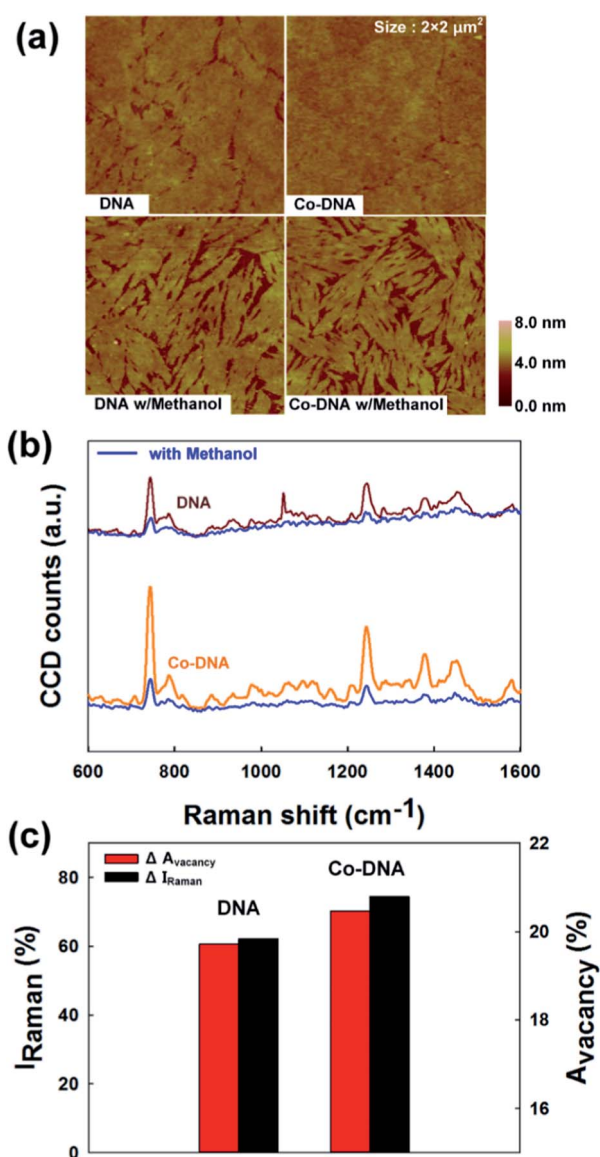 (a)
Size : 2×2 μm²
DNA
Co-DNA
DNA w/Methanol
Co-DNA w/Methanol
8.0 nm
4.0 nm
0.0 nm
(b)
with Methanol
DNA
Co-DNA
CCD counts (a.u.)
600 800 1000 1200 1400 1600
Raman shift (cm⁻¹)
(c)
Δ Avacancy
Δ IRaman
DNA
Co-DNA
80
60
40
20
0
IRaman (%)
22
20
18
16
Avacancy (%)